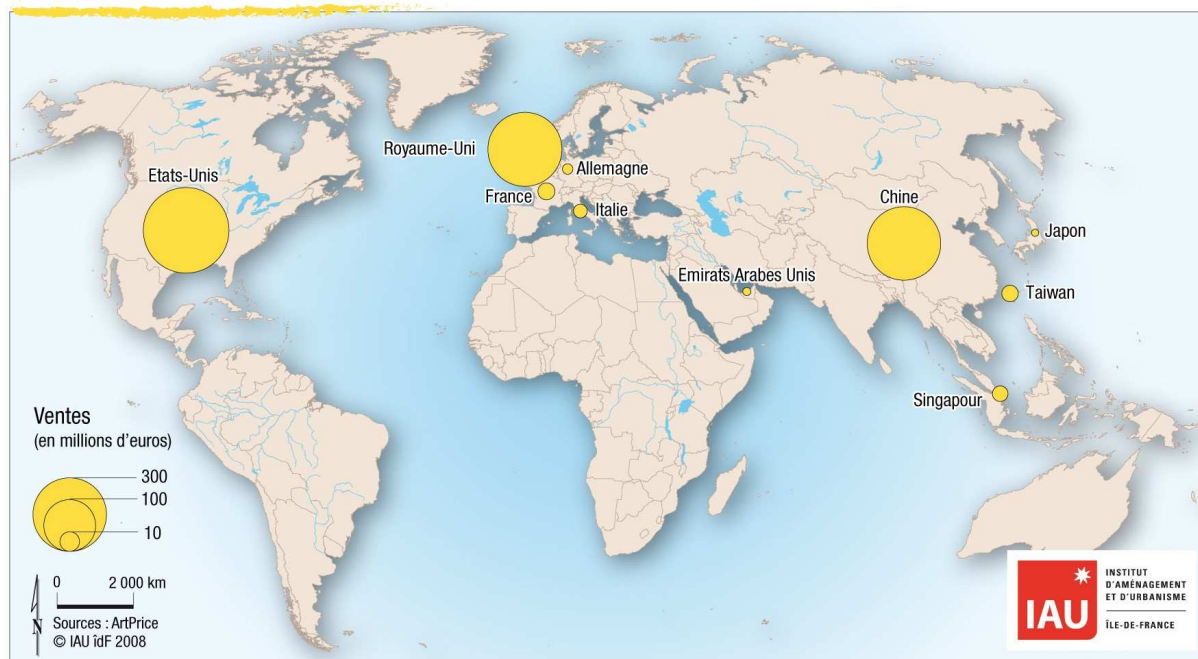 Royaume-Uni
Allemagne
Etats-Unis
France
Italie
Chine
Japon
Emirats Arabes Unis
Taiwan
Singapour
Ventes
(en millions d'euros)
300
100
10
0 2 000 km
N
Sources : ArtPrice
© IAU îdF 2008
IAU
INSTITUT
D'AMÉNAGEMENT
ET D'URBANISME
ÎLE-DE-FRANCE